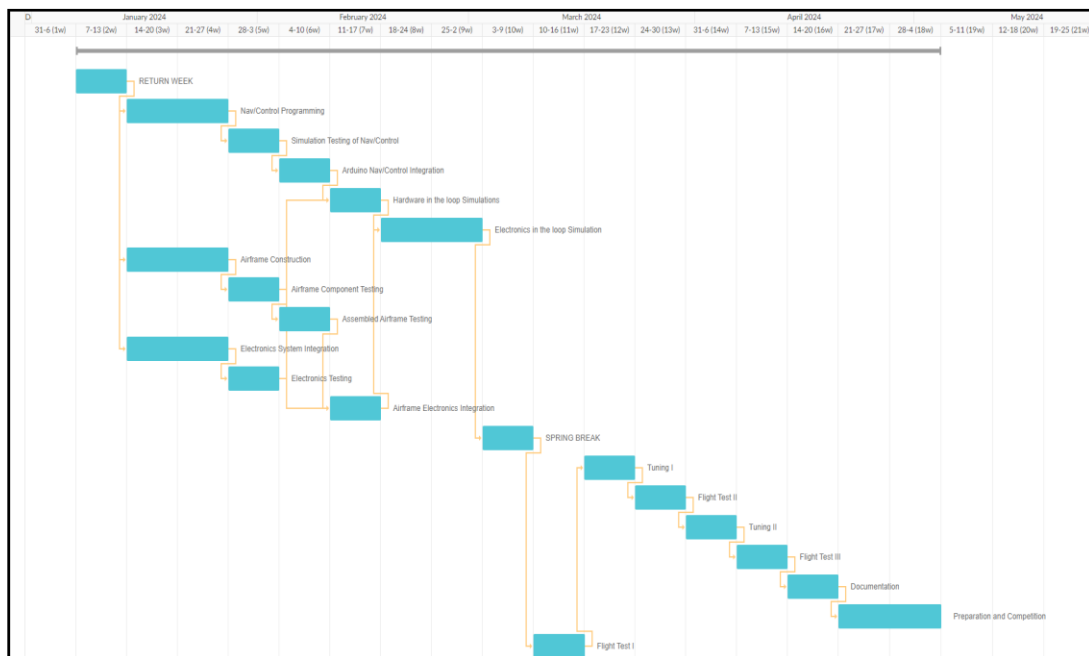 D
January 2024
February 2024
March 2024
April 2024
May 2024
31-6 (1w)
7-13 (2w)
14-20 (3w)
21-27 (4w)
28-3 (5w)
4-10 (6w)
11-17 (7w)
18-24 (8w)
25-2 (9w)
3-9 (10w)
10-16 (11w)
17-23 (12w)
24-30 (13w)
31-6 (14w)
7-13 (15w)
14-20 (16w)
21-27 (17w)
28-4 (18w)
5-11 (19w)
12-18 (20w)
19-25 (21w)
RETURN WEEK
Nav/Control Programming
Simulation Testing of Nav/Control
Arduino Nav/Control Integration
Hardware in the loop Simulations
Electronics in the loop Simulation
Airframe Construction
Airframe Component Testing
Assembled Airframe Testing
Electronics System Integration
Electronics Testing
Airframe Electronics Integration
SPRING BREAK
Tuning I
Flight Test II
Tuning II
Flight Test III
Documentation
Preparation and Competition
Flight Test I